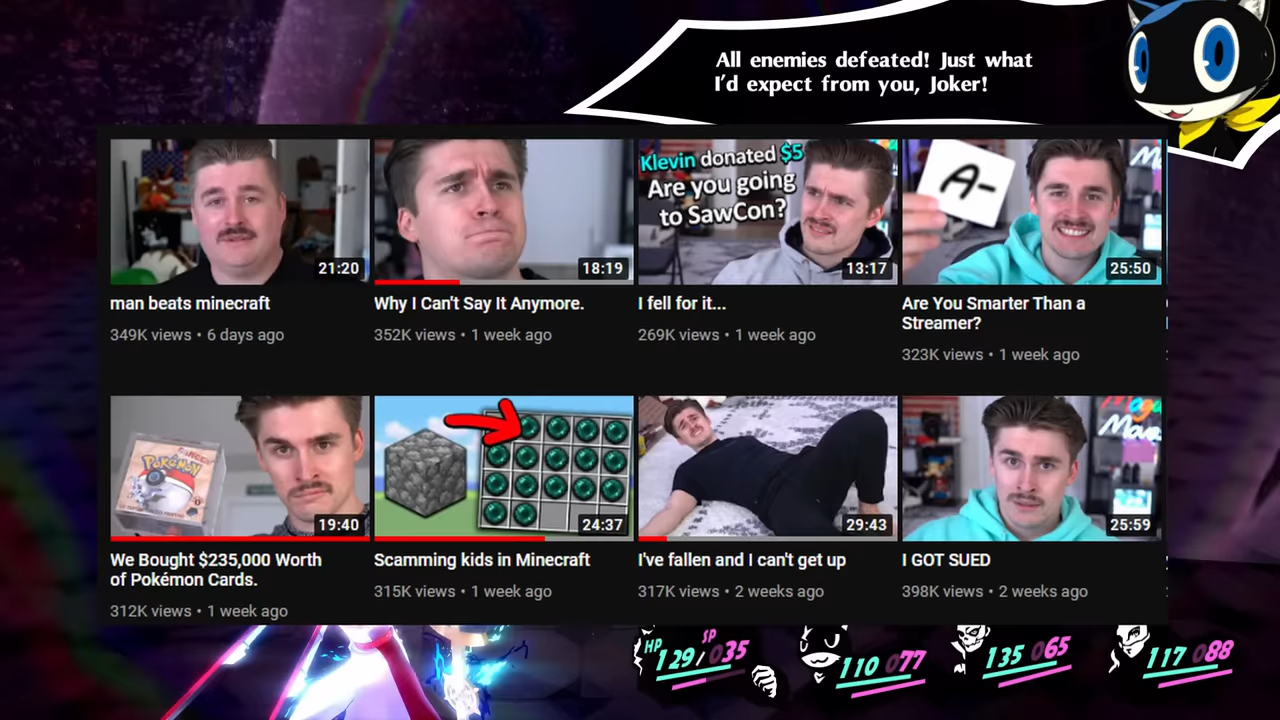 All enemies defeated! Just what
I'd expect from you, Joker!
Klevin donated $5
Are you going
to SawCon?
A-
21:20
18:19
13:17
25:50
man beats minecraft
349K views • 6 days ago
Why I Can't Say It Anymore.
352K views • 1 week ago
I fell for it...
269K views • 1 week ago
Are You Smarter Than a
Streamer?
323K views • 1 week ago
POKéMON
19:40
24:37
29:43
25:59
We Bought $235,000 Worth
of Pokémon Cards.
312K views • 1 week ago
Scamming kids in Minecraft
315K views • 1 week ago
I've fallen and I can't get up
317K views • 2 weeks ago
I GOT SUED
398K views • 2 weeks ago
HP 129/ SP 035
110 077
135 065
117 088